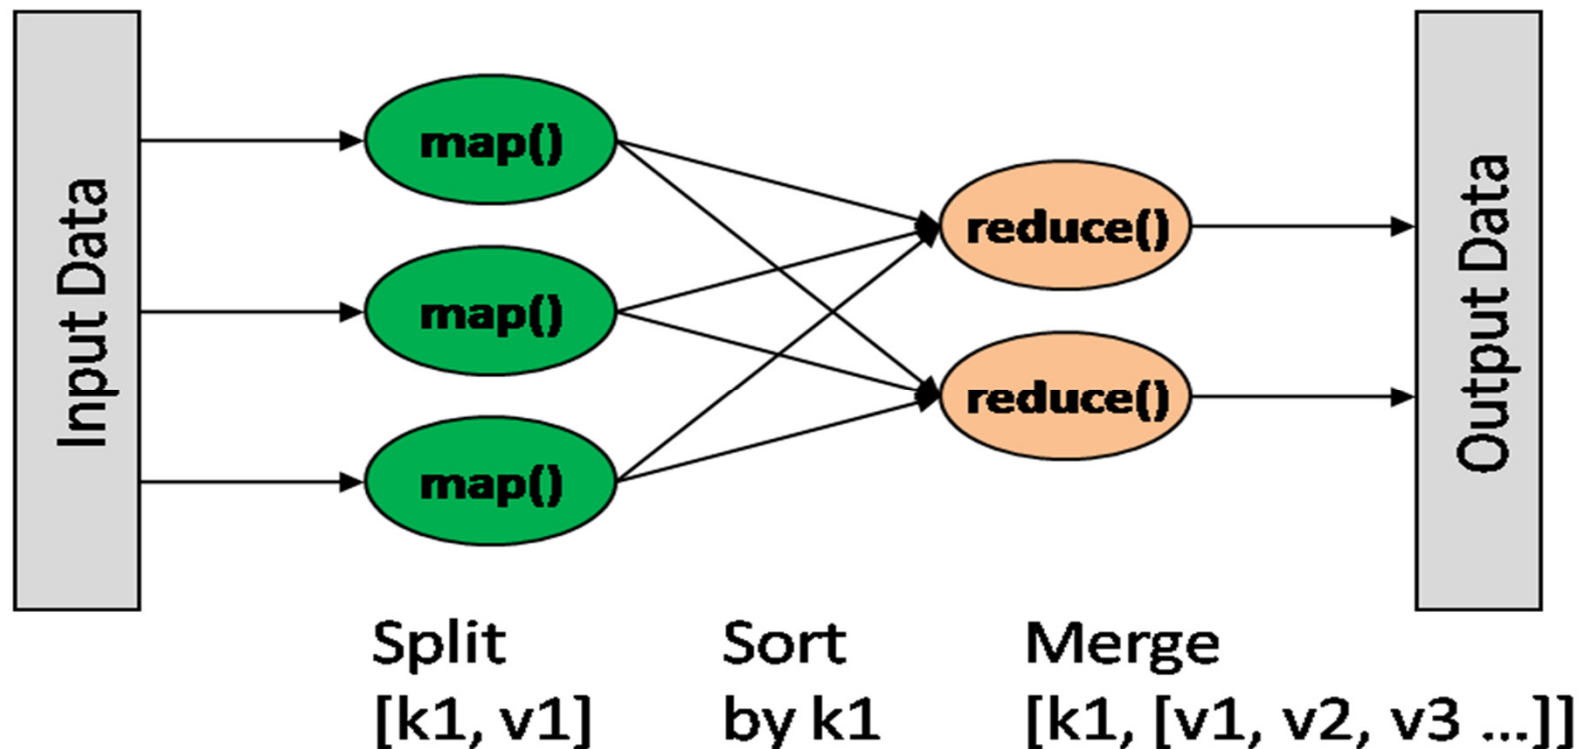 Input Data
map()
map()
map()
reduce()
reduce()
Output Data
Split
[k1, v1]
Sort
by k1
Merge
[k1, [v1, v2, v3 ...]]